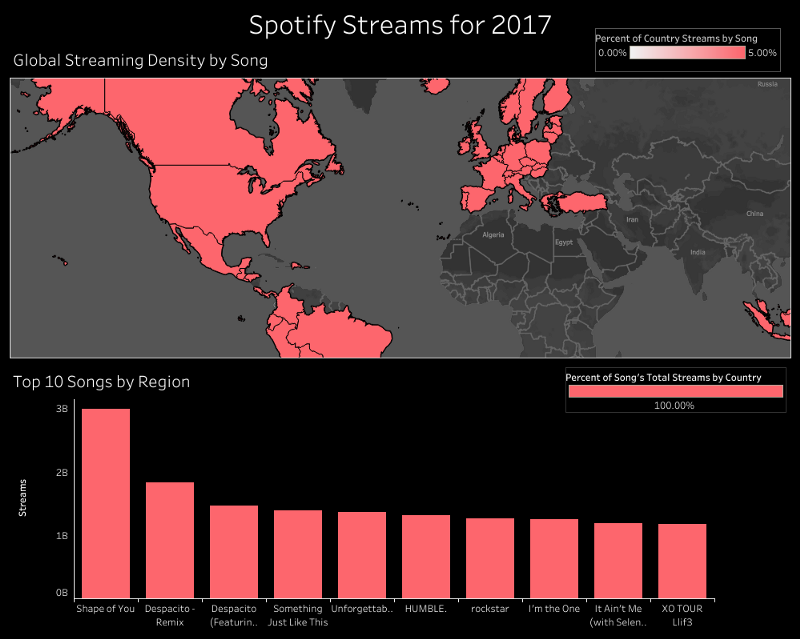 Spotify Streams for 2017
Percent of Country Streams by Song
0.00%
5.00%
Global Streaming Density by Song
Russia
China
Iran
Algeria
Egypt
India
Top 10 Songs by Region
Percent of Song's Total Streams by Country
100.00%
3B
2B
1B
0B
Streams
Shape of You
Despacito -
Remix
Despacito
(Featurin..
Something
Just Like This
Unforgettab..
HUMBLE.
rockstar
I'm the One
It Ain't Me
(with Selen..
XO TOUR
Llif3